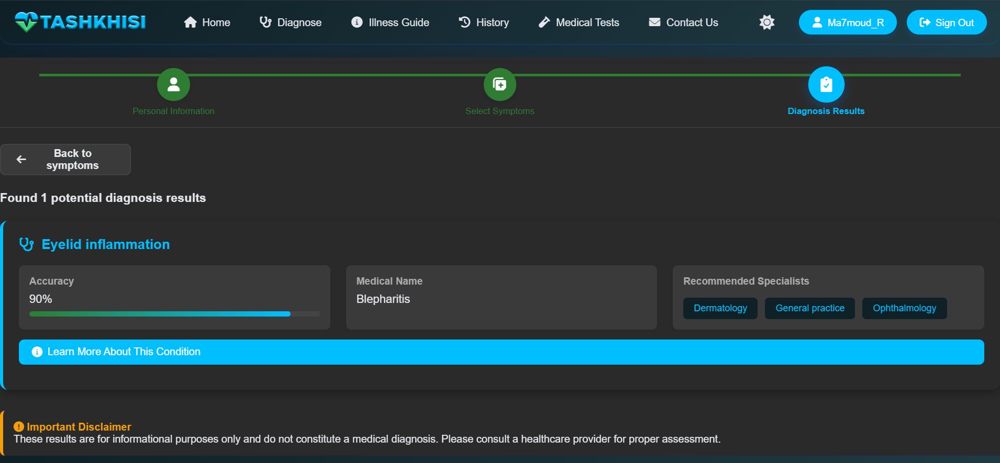 TASHKHISI
Home
Diagnose
Illness Guide
History
Medical Tests
Contact Us
Ma7moud_R
Sign Out
Personal Information
Select Symptoms
Diagnosis Results
Back to
symptoms
Found 1 potential diagnosis results
Eyelid inflammation
Accuracy
90%
Medical Name
Blepharitis
Recommended Specialists
Dermatology
General practice
Ophthalmology
Learn More About This Condition
Important Disclaimer
These results are for informational purposes only and do not constitute a medical diagnosis. Please consult a healthcare provider for proper assessment.